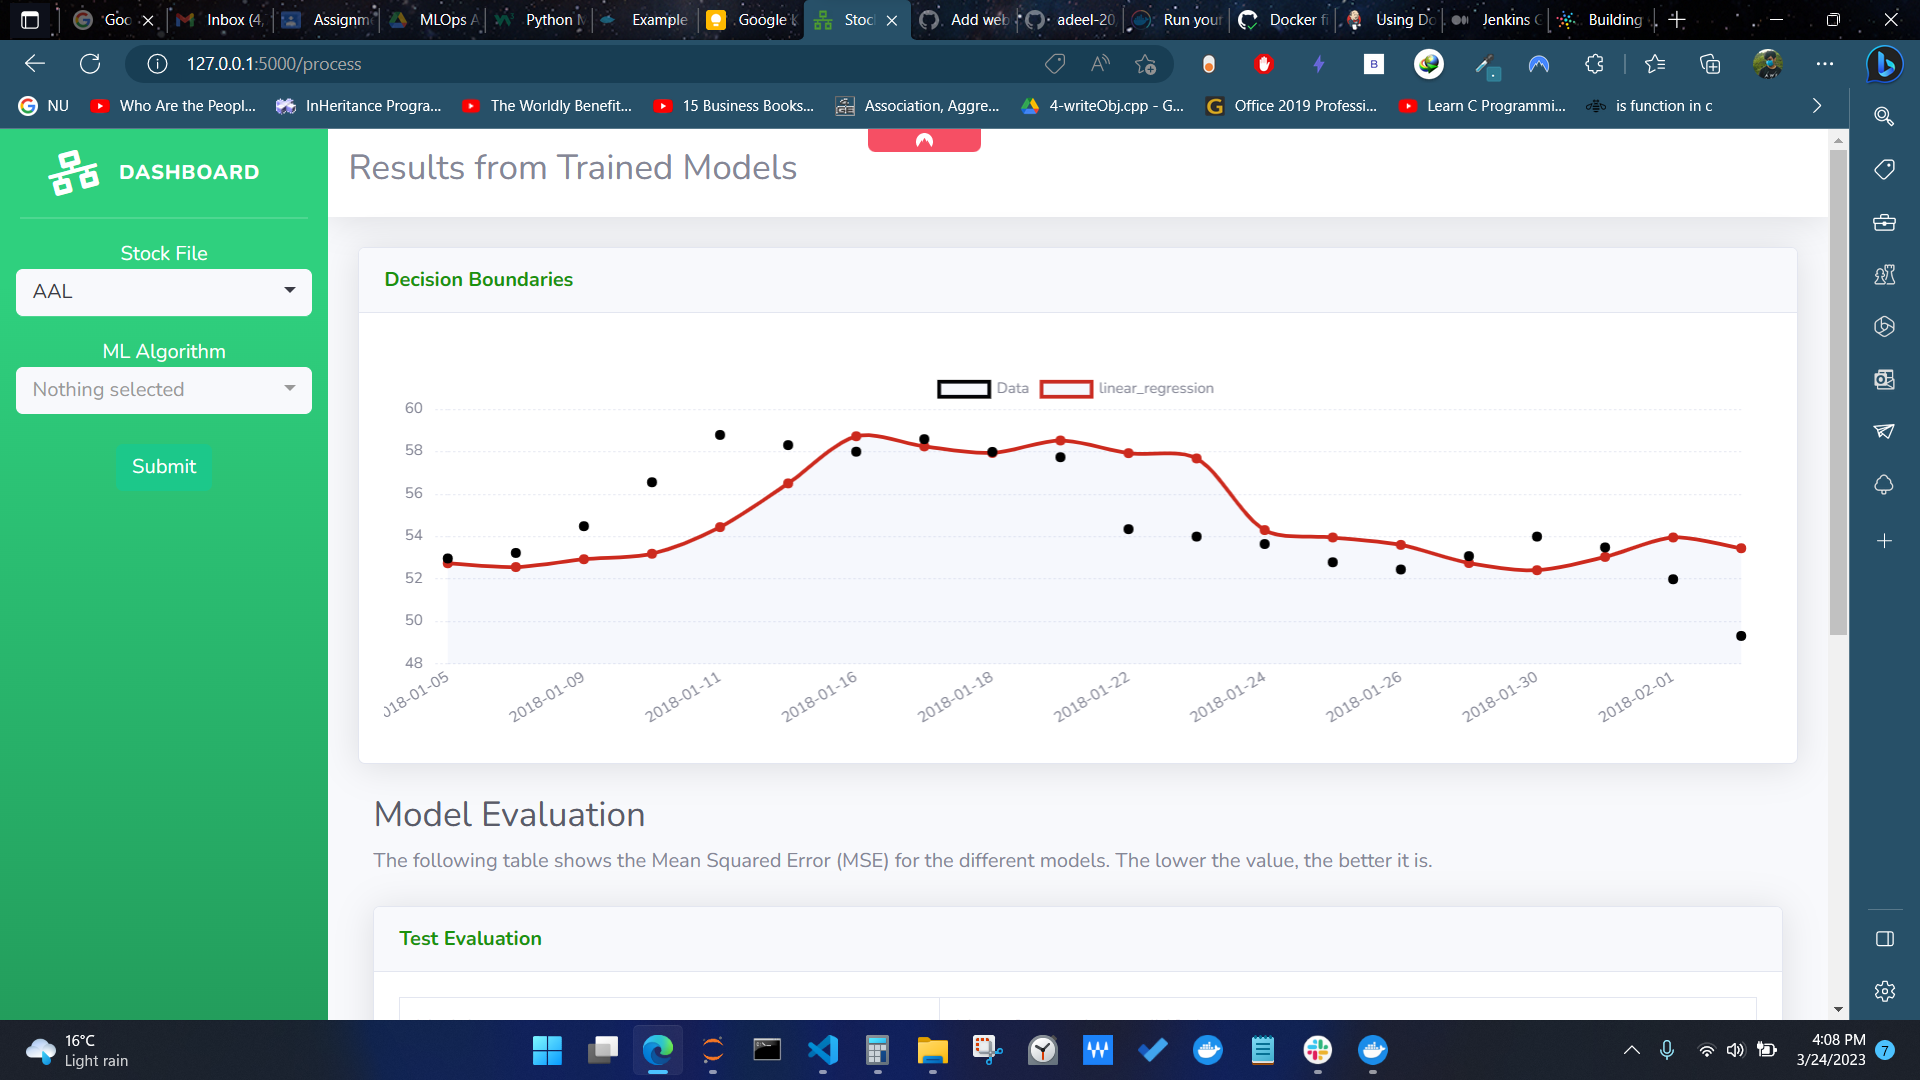 Goo
Inbox (4,
Assignm
MLOps A
Python
Example
Google
Stoc
Add web
adeel-20
Run your
Docker
Using Do
Jenkins
Building
127.0.0.1:5000/process
NU
Who Are the Peopl...
InHeritance Progra...
The Worldly Benefit...
15 Business Books...
Association, Aggre...
4-writeObj.cpp - G...
Office 2019 Professi...
Learn C Programmi...
is function in c
DASHBOARD
Stock File
AAL
ML Algorithm
Nothing selected
Submit
Results from Trained Models
Decision Boundaries
Data
linear_regression
60
58
56
54
52
50
48
018-01-05
2018-01-09
2018-01-11
2018-01-16
2018-01-18
2018-01-22
2018-01-24
2018-01-26
2018-01-30
2018-02-01
Model Evaluation
The following table shows the Mean Squared Error (MSE) for the different models. The lower the value, the better it is.
Test Evaluation
16°C
Light rain
4:08 PM
3/24/2023
7